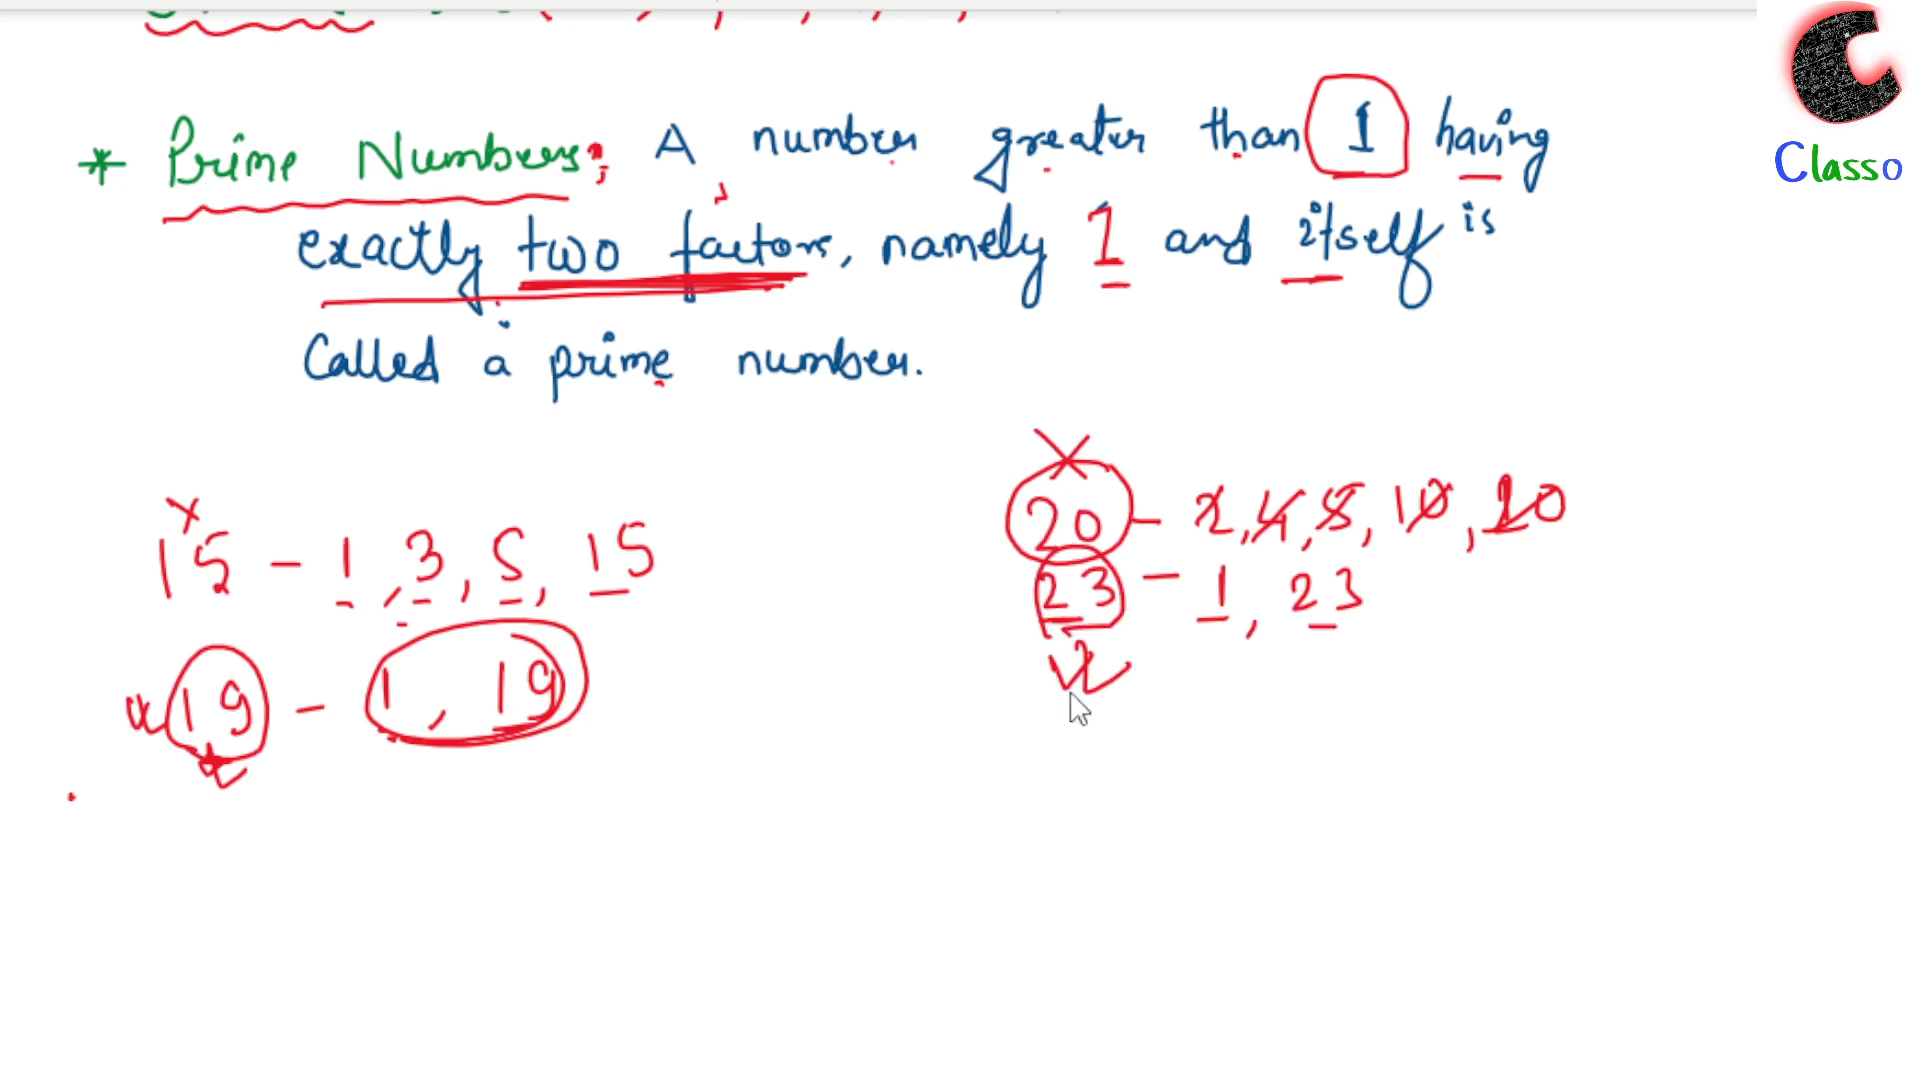 * Prime Numbers: A number greater than 1 having
exactly two factors, namely 1 and itself is
Called a prime number.
15 - 1, 3, 5, 15
19 - 1, 19
20 - 2, 4, 5, 10, 20
23 - 1, 23
Classo